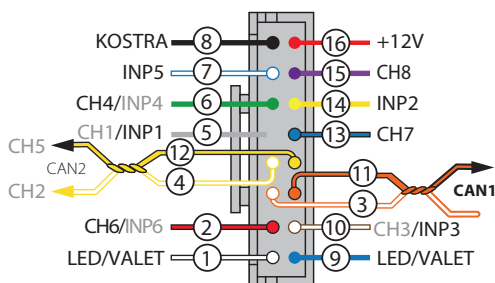 KOSTRA 8 16 +12V
INP5 7 15 CH8
CH4/INP4 6 14 INP2
CH1/INP1 5 13 CH7
CH5 12 11
CAN2 CAN1
CH2 4 3
CH6/INP6 2 10 CH3/INP3
LED/VALET 1 9 LED/VALET